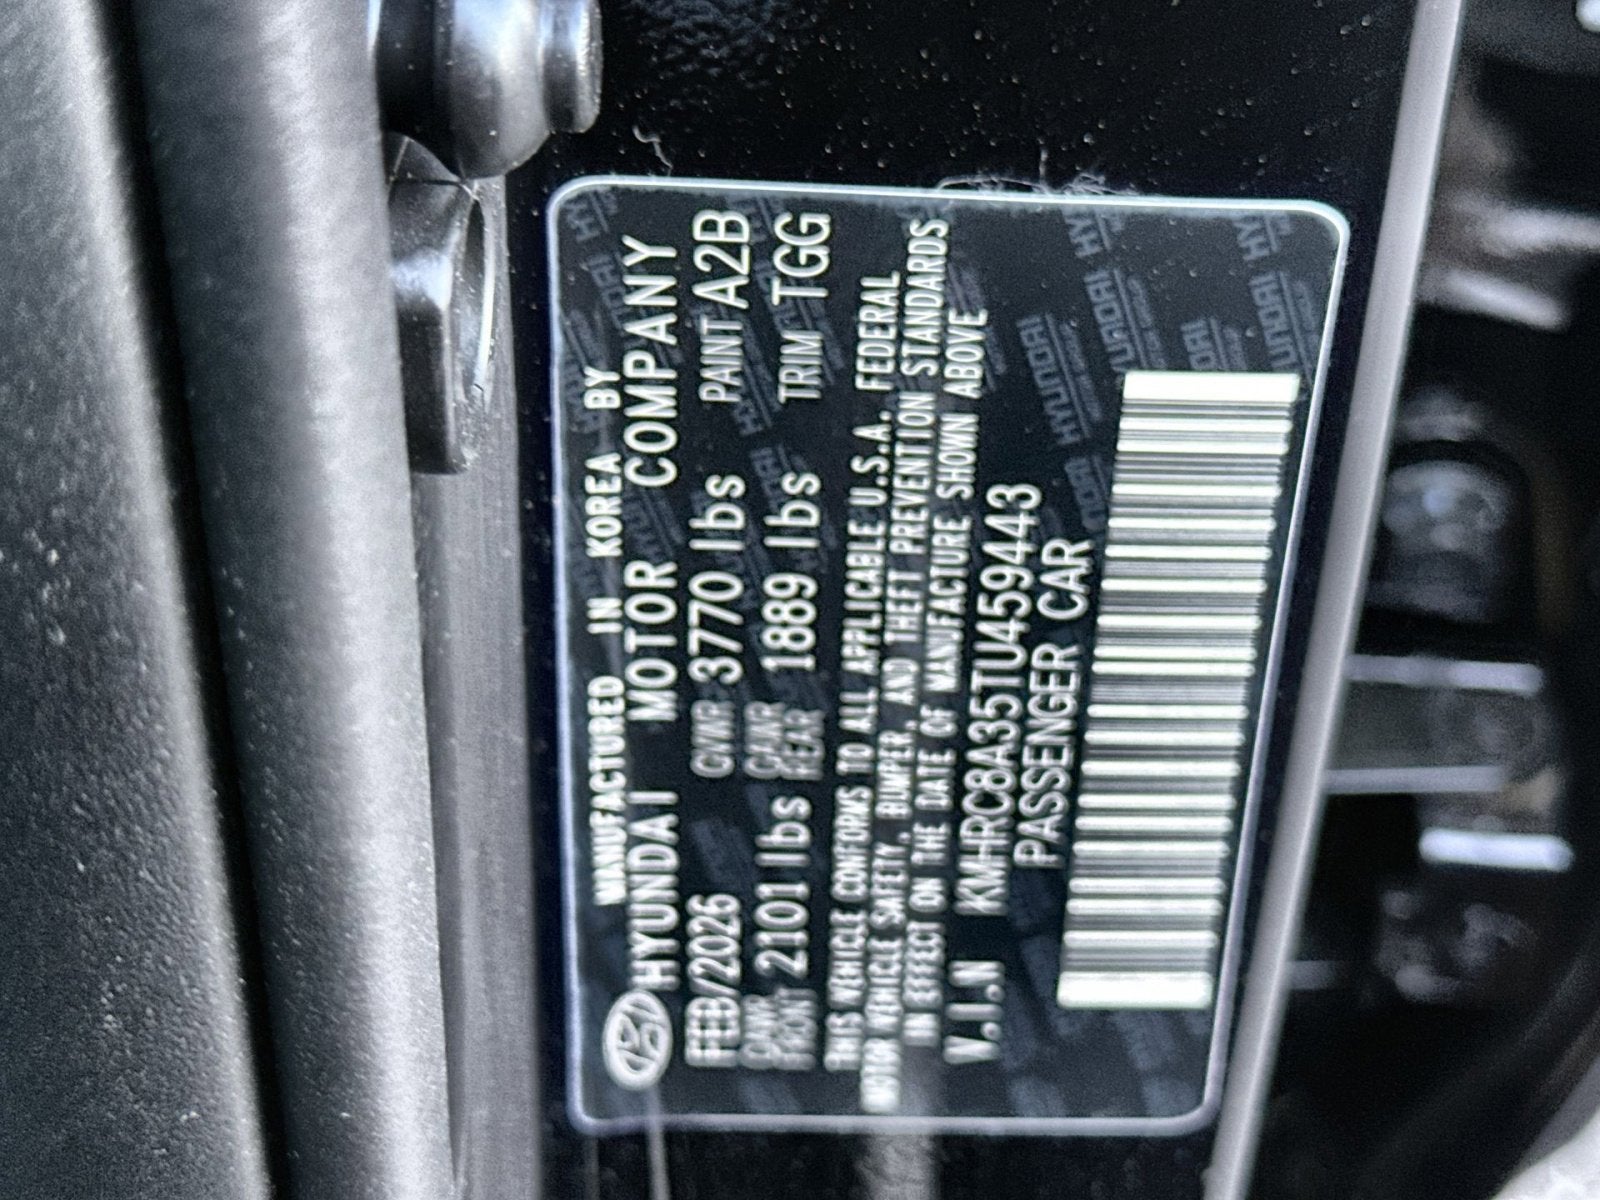 MANUFACTURED IN KOREA BY
HYUNDAI MOTOR COMPANY
FEB/2026 GVWR 3770 lbs PAINT A2B
GAWR FRONT 2101 lbs GAWR REAR 1889 lbs TRIM TGG
THIS VEHICLE CONFORMS TO ALL APPLICABLE U.S.A. FEDERAL
MOTOR VEHICLE SAFETY, BUMPER, AND THEFT PREVENTION STANDARDS
IN EFFECT ON THE DATE OF MANUFACTURE SHOWN ABOVE
V.I.N KMHRC8A35TU459443
PASSENGER CAR